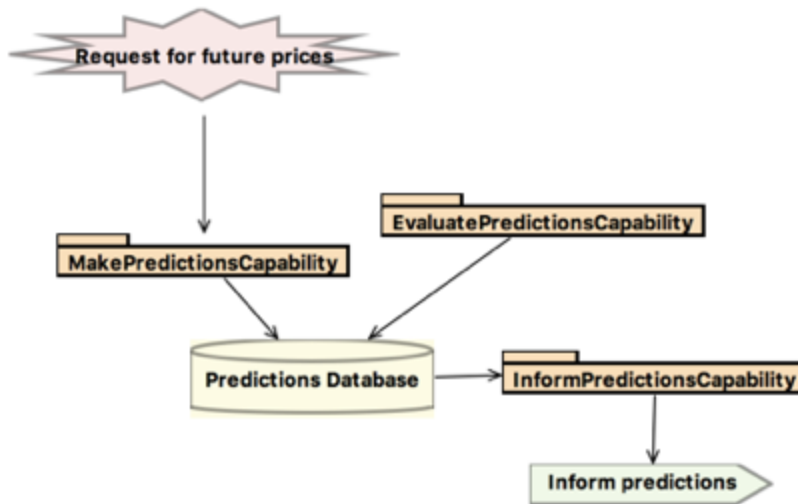 Request for future prices
EvaluatePredictionsCapability
MakePredictionsCapability
Predictions Database
InformPredictionsCapability
Inform predictions